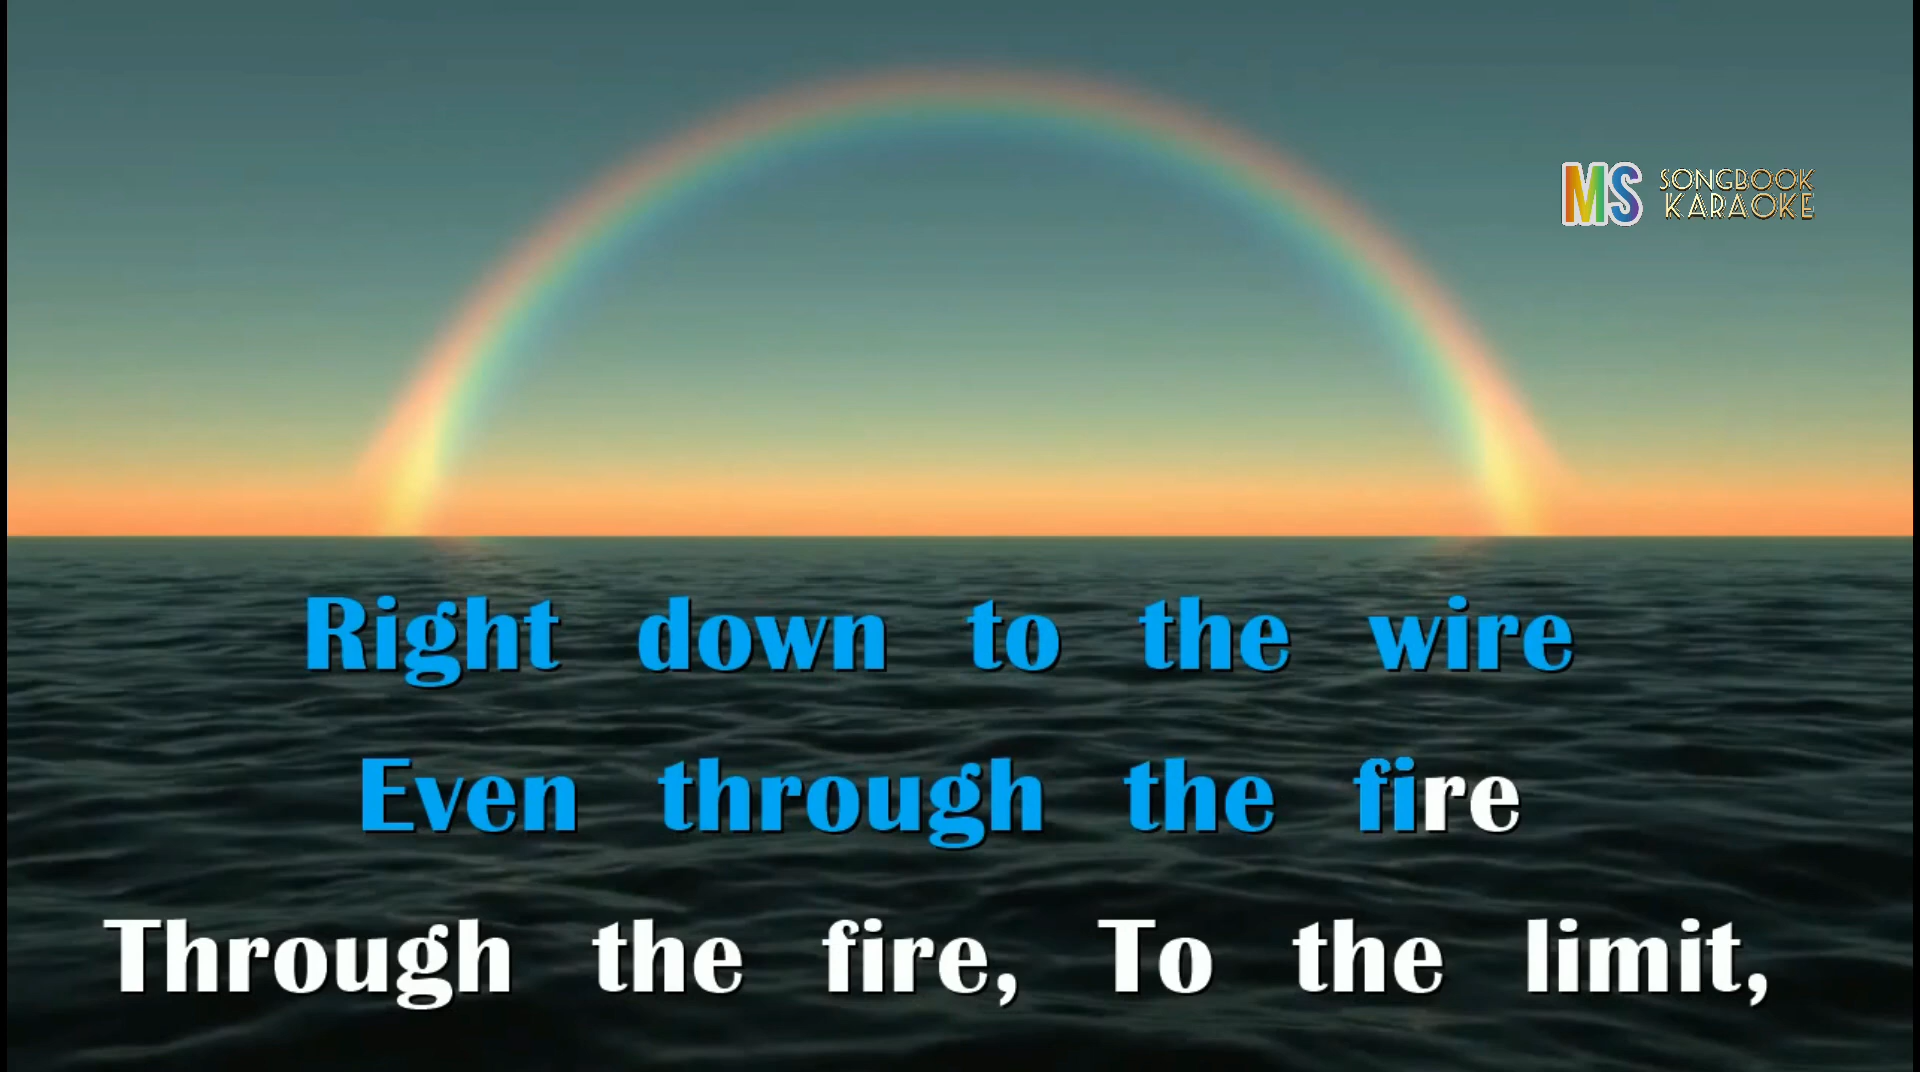 MS SONGBOOK
KARAOKE
Right down to the wire
Even through the fire
Through the fire, To the limit,